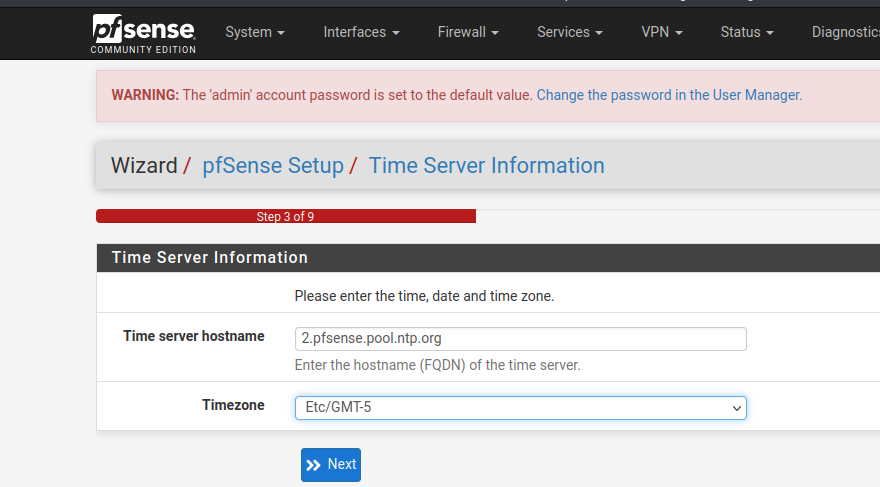 pfsense
COMMUNITY EDITION
System Interfaces Firewall Services VPN Status Diagnostics
WARNING: The 'admin' account password is set to the default value. Change the password in the User Manager.
Wizard / pfSense Setup / Time Server Information
Step 3 of 9
Time Server Information
Please enter the time, date and time zone.
Time server hostname 2.pfsense.pool.ntp.org
Enter the hostname (FQDN) of the time server.
Timezone Etc/GMT-5
Next